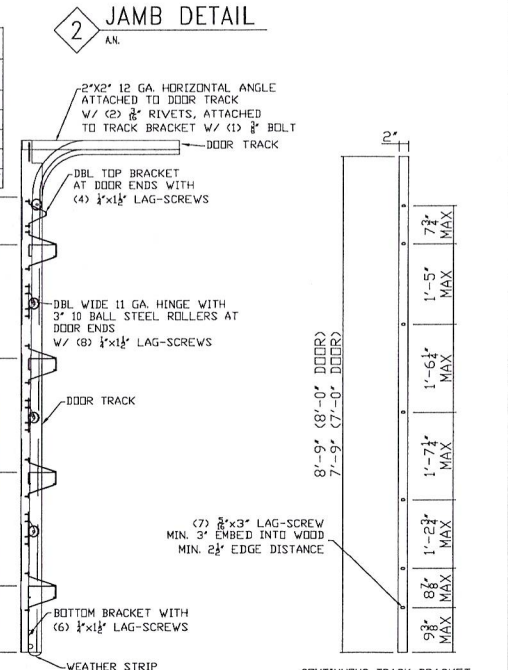 2
JAMB DETAIL
A.N.
2"X2" 12 GA. HORIZONTAL ANGLE
ATTACHED TO DOOR TRACK
W/ (2) 3/16" RIVETS, ATTACHED
TO TRACK BRACKET W/ (1) 3/8" BOLT
DOOR TRACK
DBL TOP BRACKET
AT DOOR ENDS WITH
(4) 1/4"x1 1/2" LAG-SCREWS
DBL WIDE 11 GA. HINGE WITH
3" 10 BALL STEEL ROLLERS AT
DOOR ENDS
W/ (8) 1/4"x1 1/2" LAG-SCREWS
DOOR TRACK
BOTTOM BRACKET WITH
(6) 1/4"x1 1/2" LAG-SCREWS
WEATHER STRIP
2"
8'-9" (8'-0" DOOR)
7'-9" (7'-0" DOOR)
7 3/4"
MAX
1'-5"
MAX
1'-6 1/4"
MAX
1'-7 1/4"
MAX
1'-2 3/4"
MAX
8 7/8"
MAX
9 3/8"
MAX
(7) 5/16"x3" LAG-SCREW
MIN. 3" EMBED INTO WOOD
MIN. 2 1/2" EDGE DISTANCE
CONTINUOUS TRACK BRACKET